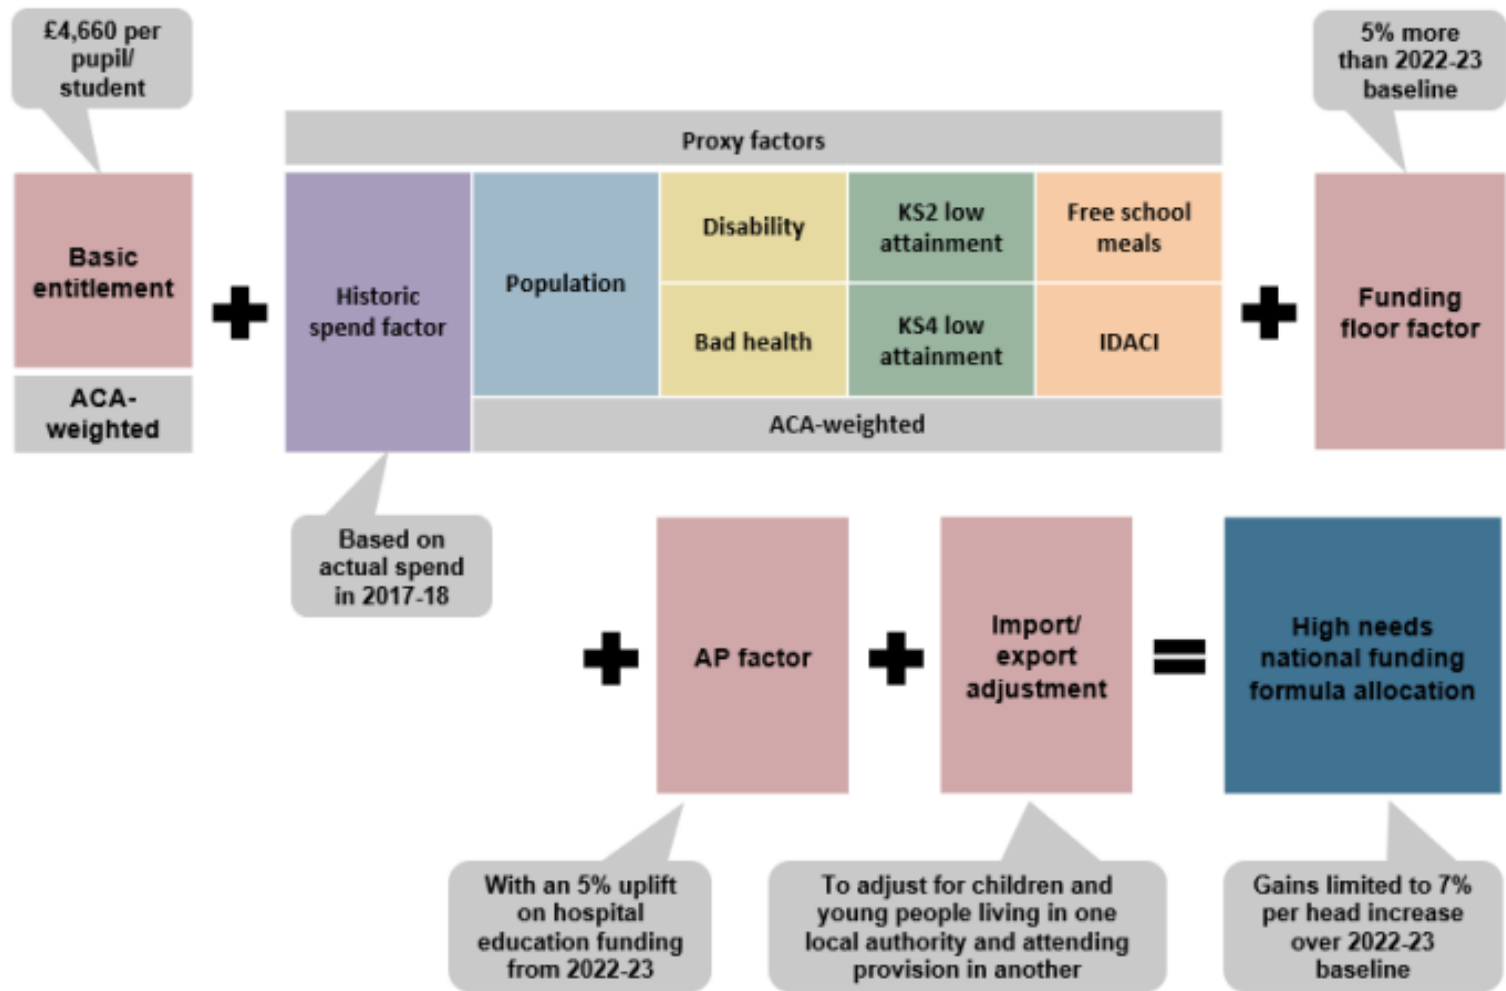 £4,660 per
pupil/
student
5% more
than 2022-23
baseline
Proxy factors
Basic
entitlement
ACA-
weighted
Historic
spend factor
Population
Disability
Bad health
KS2 low
attainment
KS4 low
attainment
Free school
meals
IDACI
ACA-weighted
Funding
floor factor
Based on
actual spend
in 2017-18
AP factor
Import/
export
adjustment
High needs
national funding
formula allocation
With an 5% uplift
on hospital
education funding
from 2022-23
To adjust for children and
young people living in one
local authority and attending
provision in another
Gains limited to 7%
per head increase
over 2022-23
baseline